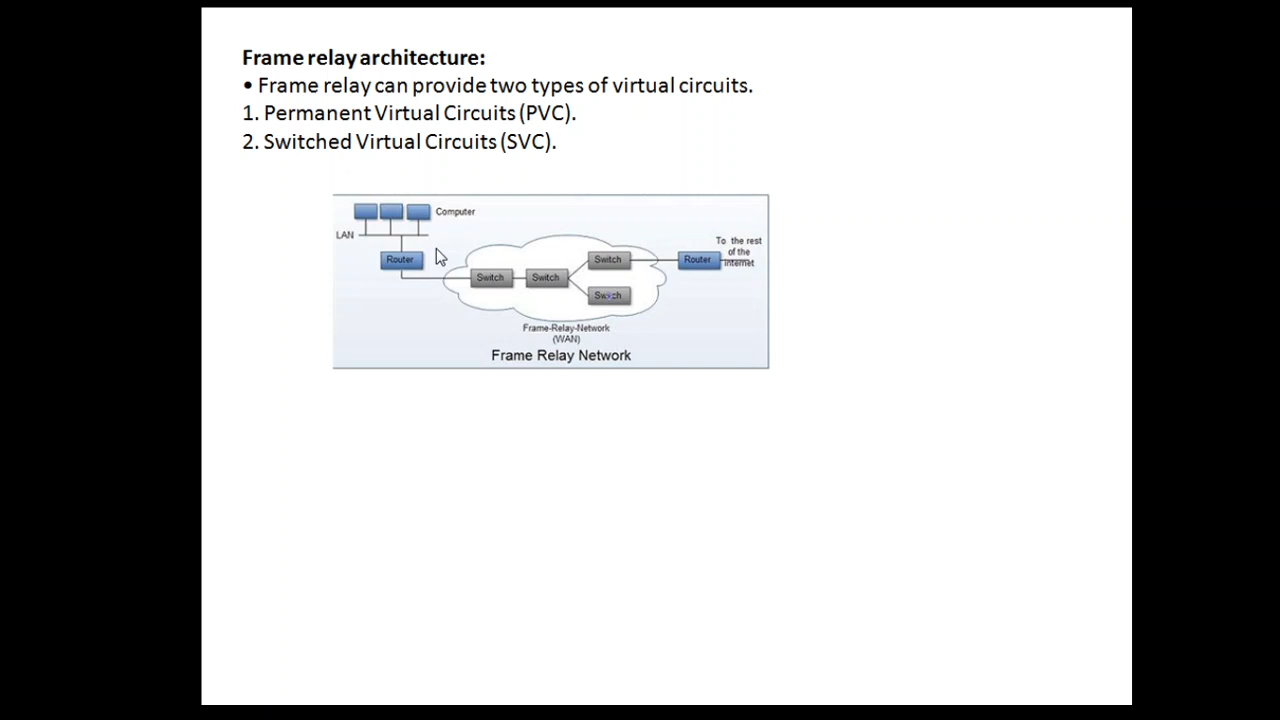 Frame relay architecture:
• Frame relay can provide two types of virtual circuits.
1. Permanent Virtual Circuits (PVC).
2. Switched Virtual Circuits (SVC).
Computer
LAN
Router
Switch
Switch
Switch
Switch
Router
To the rest
of the
internet
Frame-Relay-Network
(WAN)
Frame Relay Network